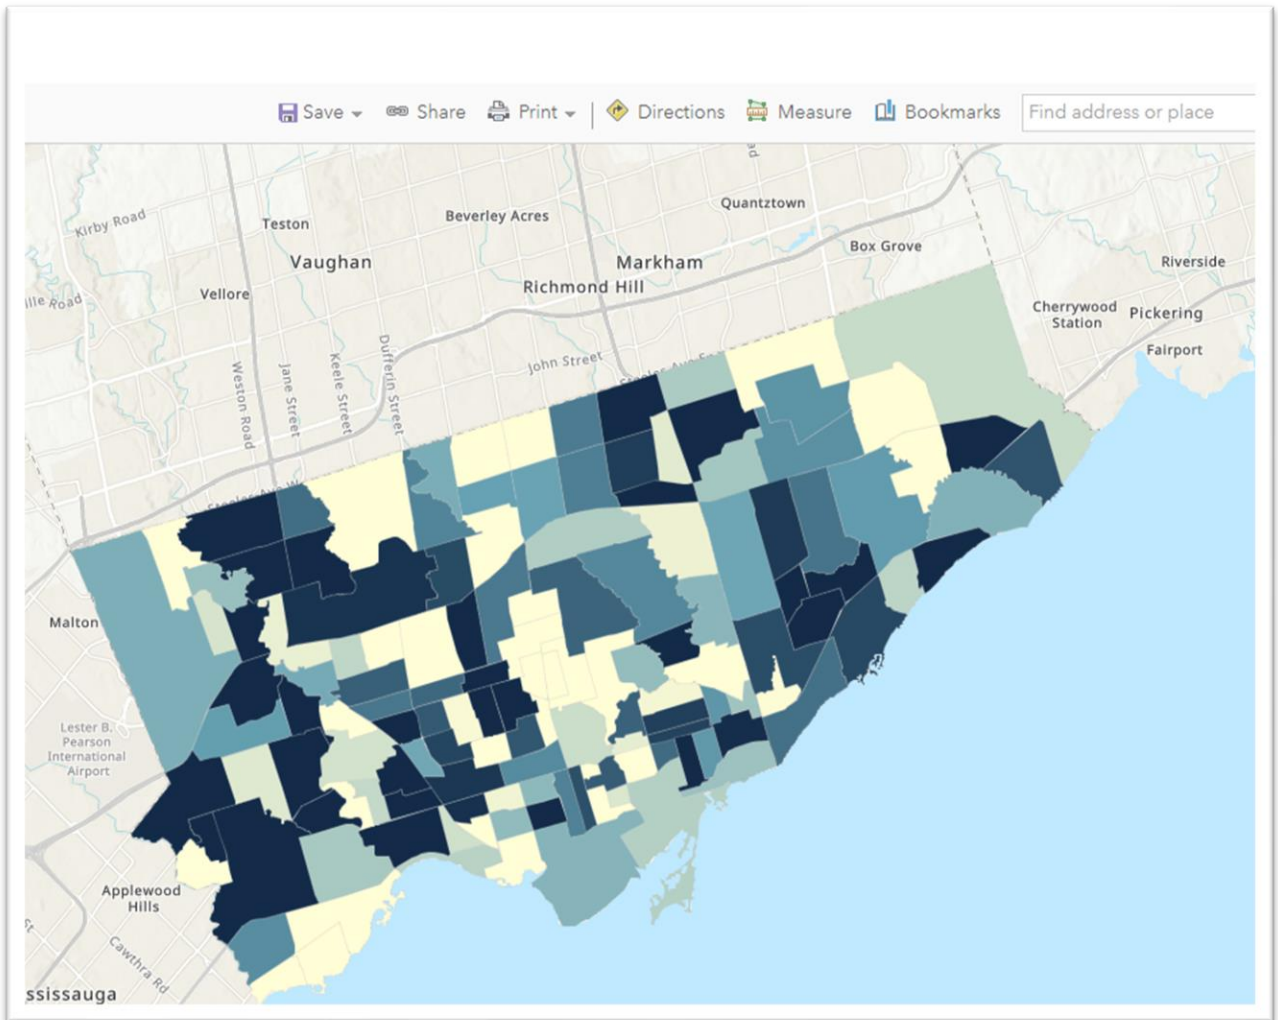 Save Share Print Directions Measure Bookmarks Find address or place
Kirby Road
Teston
Beverley Acres
Quantztown
Box Grove
Vaughan
Markham
Richmond Hill
Riverside
Vellore
lle Road
Cherrywood
Station
Pickering
Fairport
John Street
Dufferin Street
Keele Street
Jane Street
Weston Road
Malton
Lester B.
Pearson
International
Airport
Applewood
Hills
Cawthra Rd
ssissauga